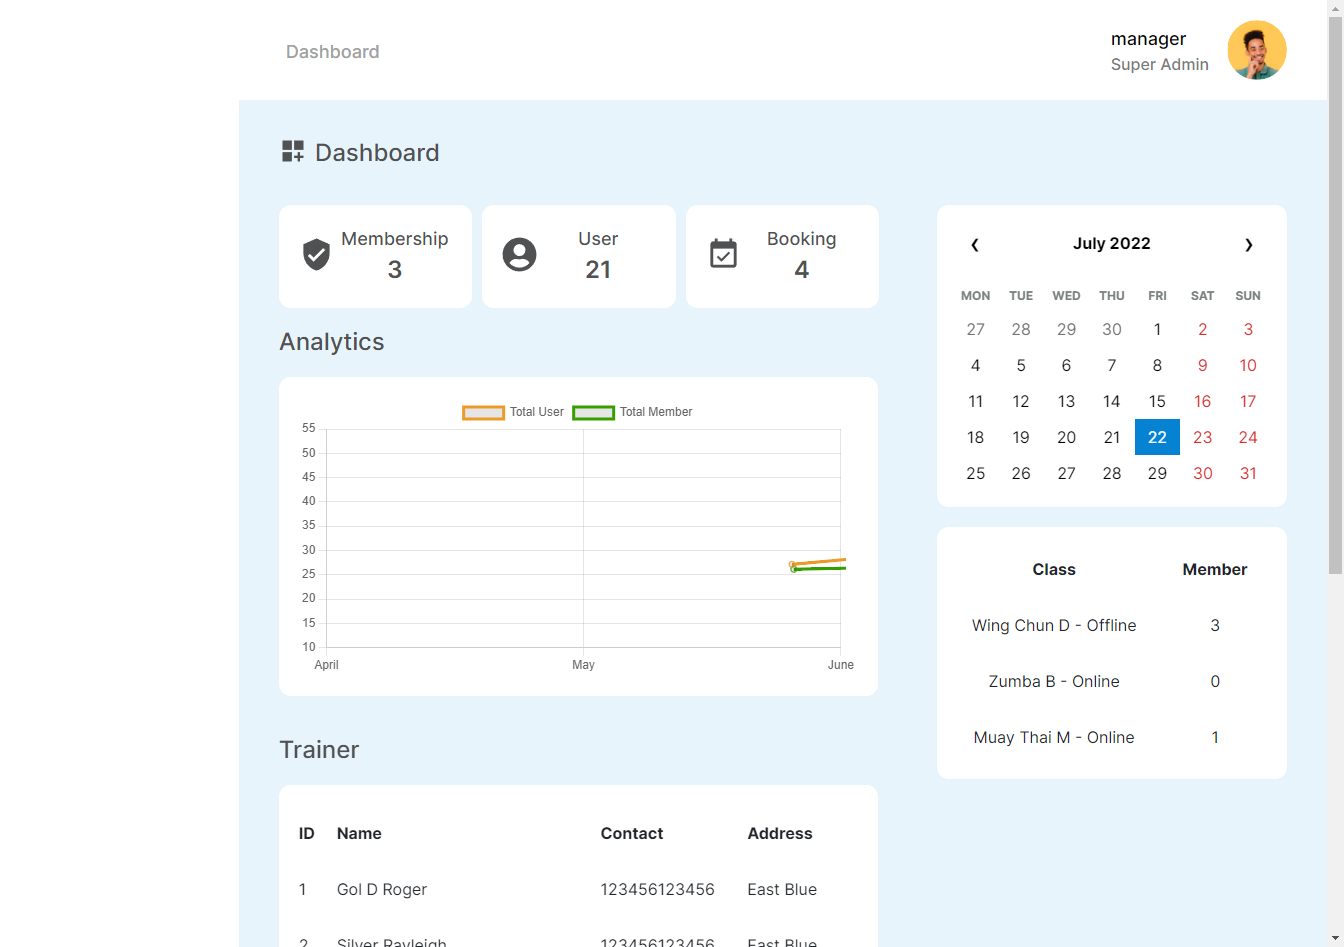 Dashboard
manager
Super Admin
Dashboard
Membership
3
User
21
Booking
4
Analytics
Total User
Total Member
55
50
45
40
35
30
25
20
15
10
April
May
June
Trainer
ID Name Contact Address
1 Gol D Roger 123456123456 East Blue
2 Silver Rayleigh 123456123456 East Blue
❮ July 2022 ❯
MON TUE WED THU FRI SAT SUN
27 28 29 30 1 2 3
4 5 6 7 8 9 10
11 12 13 14 15 16 17
18 19 20 21 22 23 24
25 26 27 28 29 30 31
Class Member
Wing Chun D - Offline 3
Zumba B - Online 0
Muay Thai M - Online 1